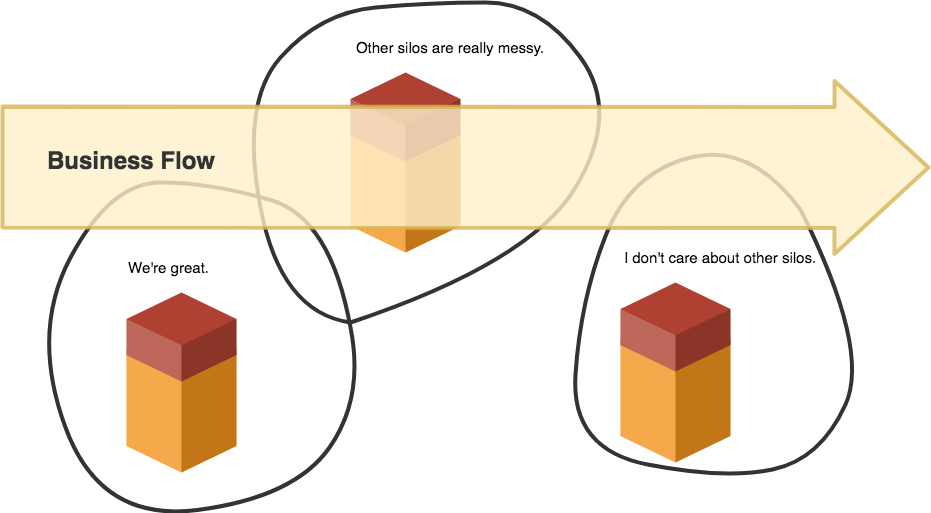 Other silos are really messy.
Business Flow
We're great.
I don't care about other silos.